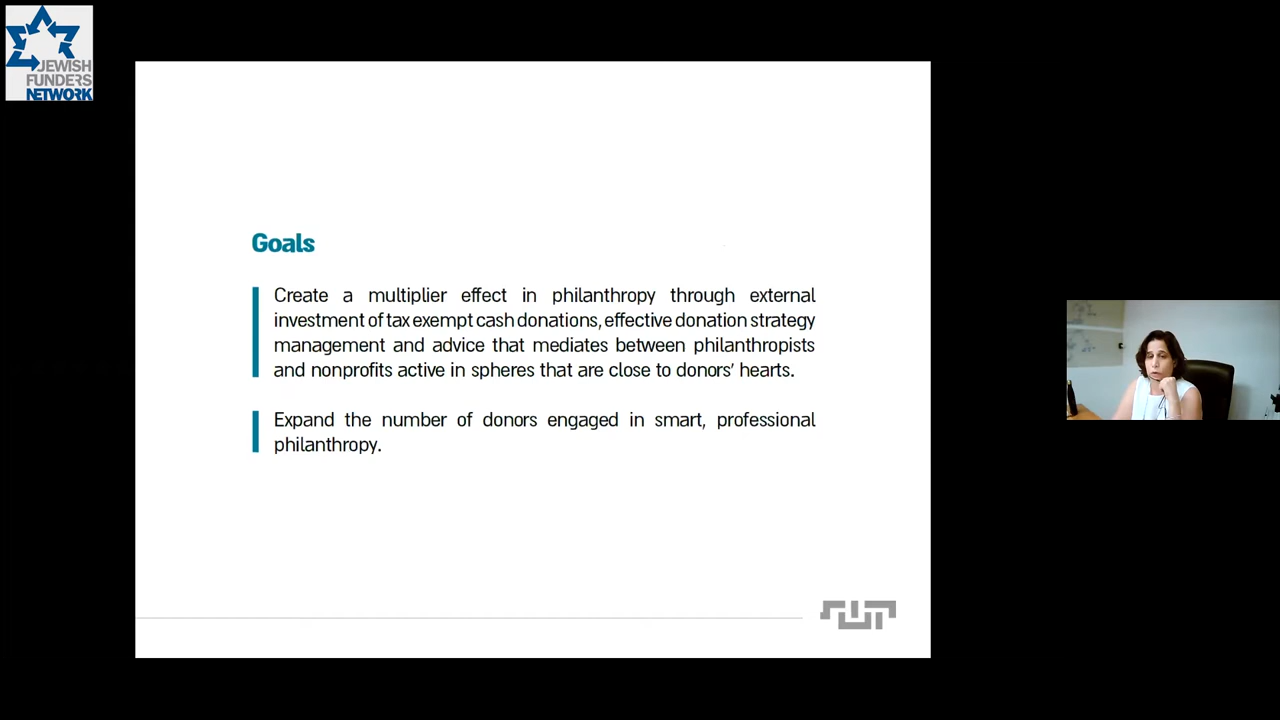 JEWISH
FUNDERS
NETWORK
Goals
Create a multiplier effect in philanthropy through external
investment of tax exempt cash donations, effective donation strategy
management and advice that mediates between philanthropists
and nonprofits active in spheres that are close to donors’ hearts.
Expand the number of donors engaged in smart, professional
philanthropy.